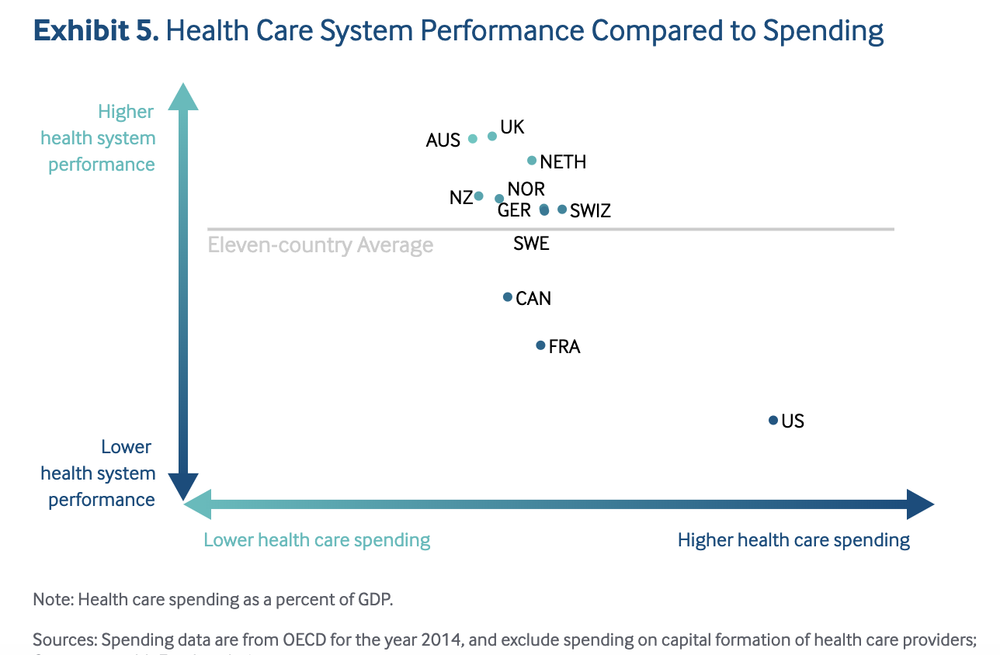 Exhibit 5. Health Care System Performance Compared to Spending
Higher
health system
performance
UK
AUS
NETH
NOR
NZ
GER
SWIZ
Eleven-country Average
SWE
CAN
FRA
US
Lower
health system
performance
Lower health care spending
Higher health care spending
Note: Health care spending as a percent of GDP.
Sources: Spending data are from OECD for the year 2014, and exclude spending on capital formation of health care providers;